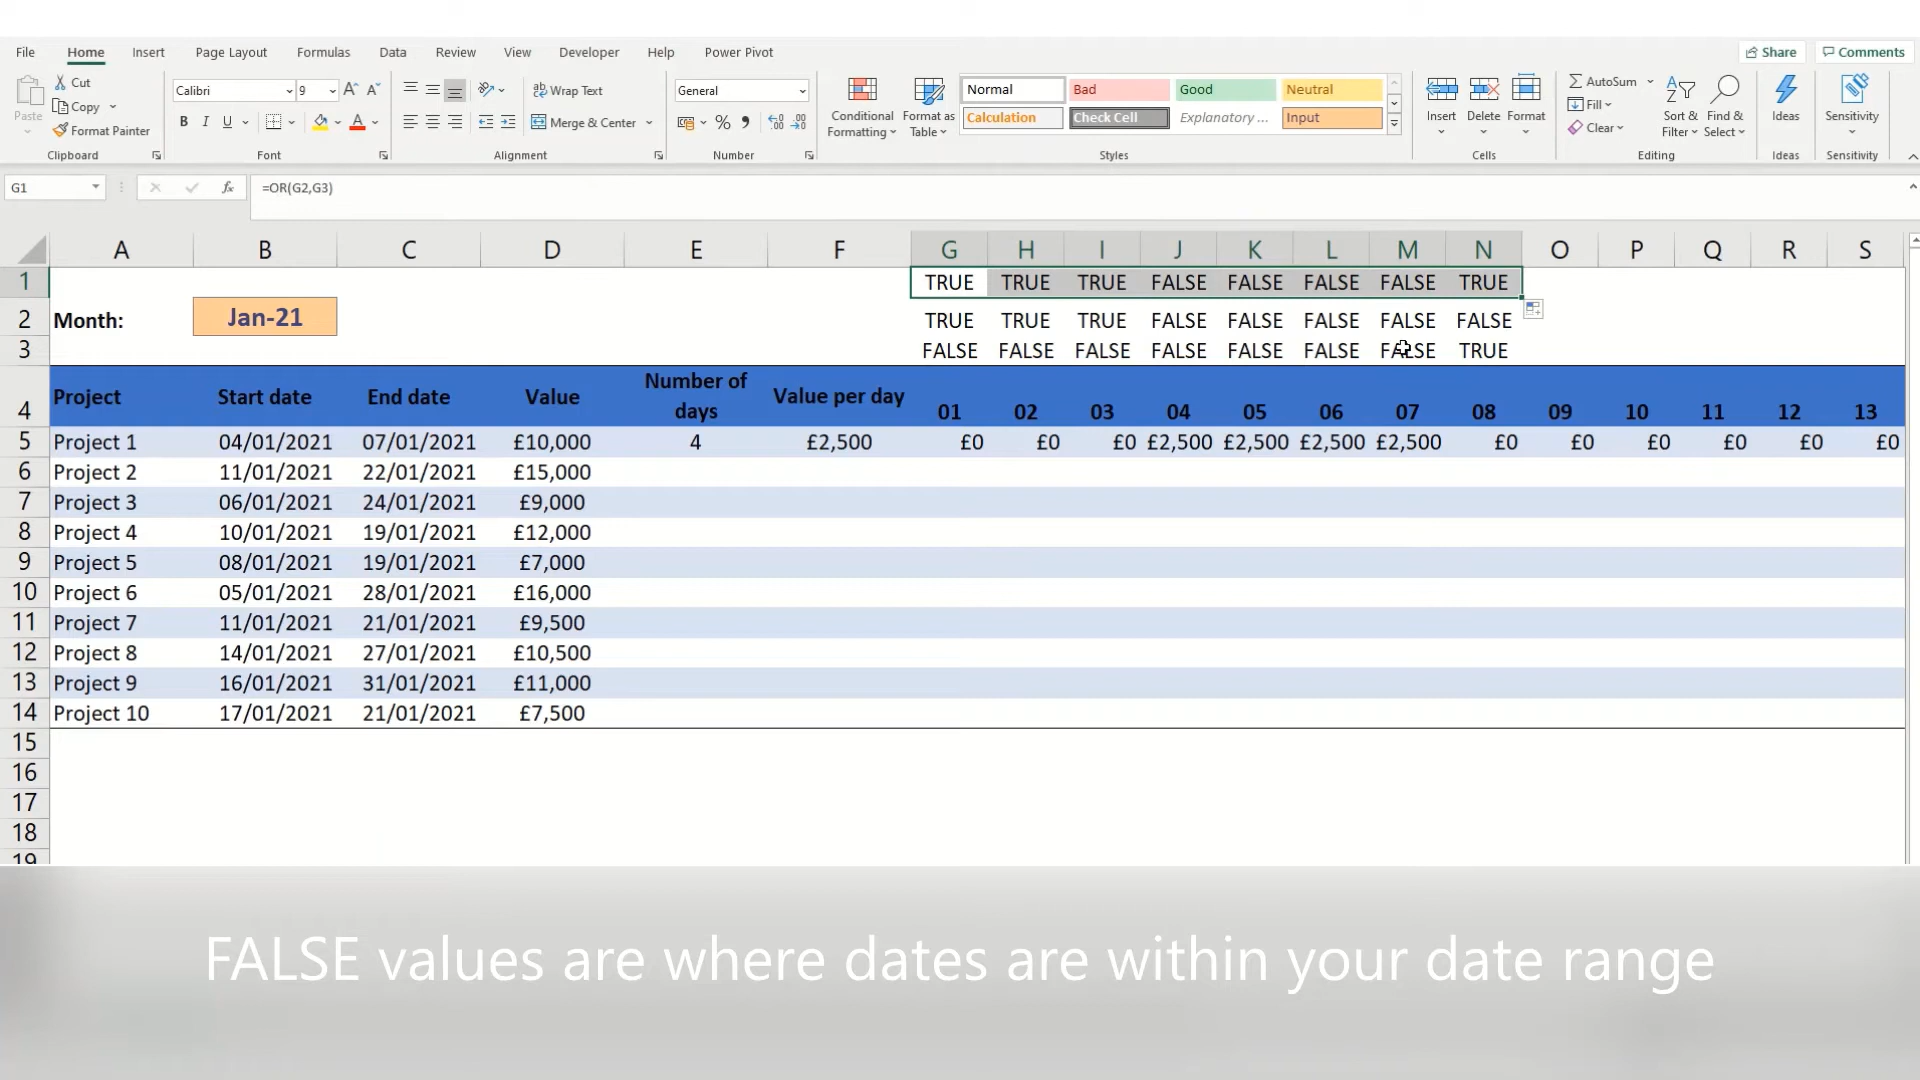 File Home Insert Page Layout Formulas Data Review View Developer Help Power Pivot Share Comments
Paste Cut Copy Format Painter Clipboard
Calibri 9 B I U Font
Wrap Text Merge & Center Alignment
General % Number
Conditional Formatting Format as Table
Normal Bad Good Neutral
Calculation Check Cell Explanatory ... Input
Styles
Insert Delete Format Cells
AutoSum Fill Clear Sort & Filter Find & Select Editing
Ideas Ideas
Sensitivity Sensitivity
G1 fx =OR(G2,G3)
A B C D E F G H I J K L M N O P Q R S
1 TRUE TRUE TRUE FALSE FALSE FALSE FALSE TRUE
2 Month: Jan-21 TRUE TRUE TRUE FALSE FALSE FALSE FALSE FALSE
3 FALSE FALSE FALSE FALSE FALSE FALSE FALSE TRUE
4 Project Start date End date Value Number of days Value per day 01 02 03 04 05 06 07 08 09 10 11 12 13
5 Project 1 04/01/2021 07/01/2021 £10,000 4 £2,500 £0 £0 £0 £2,500 £2,500 £2,500 £2,500 £0 £0 £0 £0 £0 £0
6 Project 2 11/01/2021 22/01/2021 £15,000
7 Project 3 06/01/2021 24/01/2021 £9,000
8 Project 4 10/01/2021 19/01/2021 £12,000
9 Project 5 08/01/2021 19/01/2021 £7,000
10 Project 6 05/01/2021 28/01/2021 £16,000
11 Project 7 11/01/2021 21/01/2021 £9,500
12 Project 8 14/01/2021 27/01/2021 £10,500
13 Project 9 16/01/2021 31/01/2021 £11,000
14 Project 10 17/01/2021 21/01/2021 £7,500
15
16
17
18
19
FALSE values are where dates are within your date range